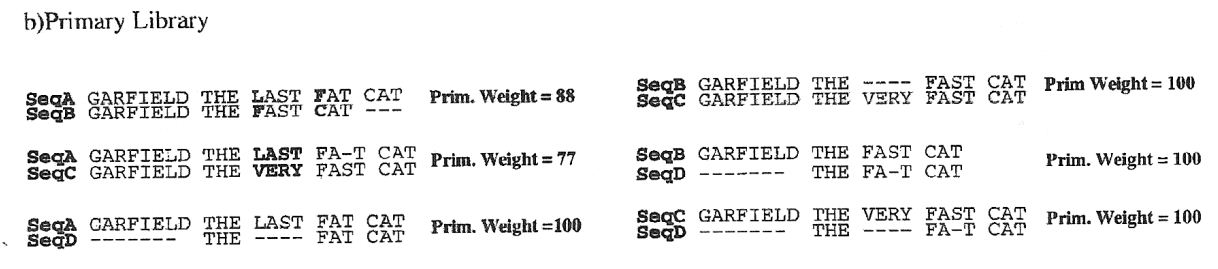 b)Primary Library
SeqA GARFIELD THE LAST FAT CAT Prim. Weight = 88
SeqB GARFIELD THE FAST CAT ---
SeqA GARFIELD THE LAST FA-T CAT Prim. Weight = 77
SeqC GARFIELD THE VERY FAST CAT
SeqA GARFIELD THE LAST FAT CAT Prim. Weight =100
SeqD -------- THE ---- FAT CAT
SeqB GARFIELD THE ---- FAST CAT Prim Weight = 100
SeqC GARFIELD THE VERY FAST CAT
SeqB GARFIELD THE FAST CAT Prim. Weight = 100
SeqD -------- THE FA-T CAT
SeqC GARFIELD THE VERY FAST CAT Prim. Weight = 100
SeqD -------- THE ---- FA-T CAT